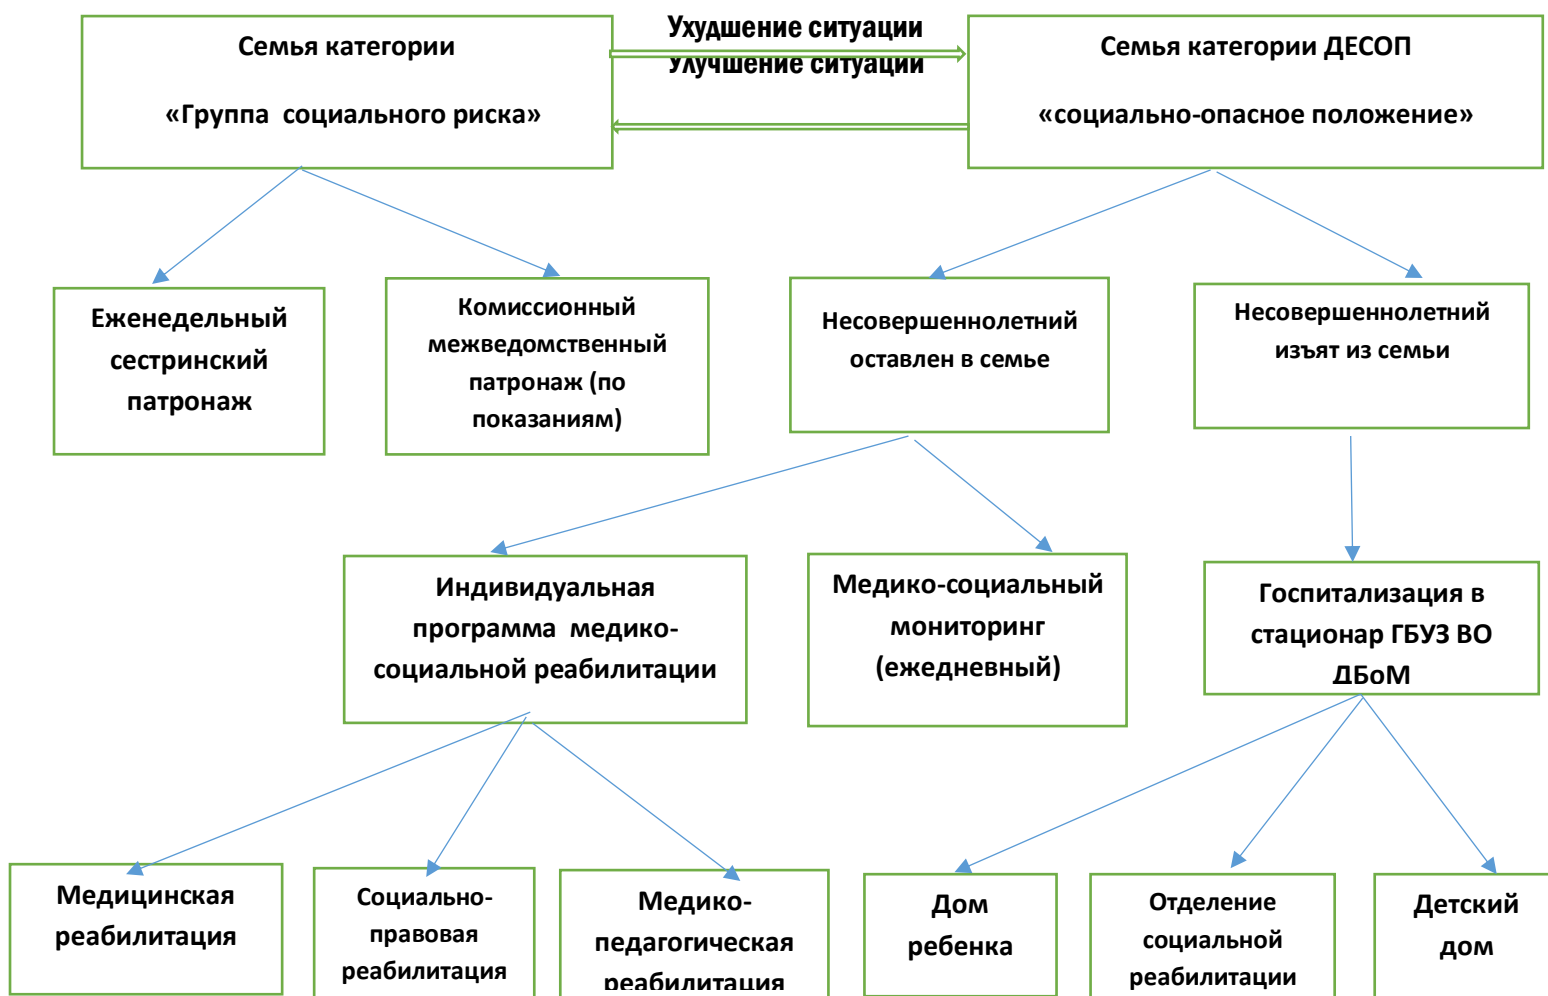 Семья категории
«Группа социального риска»
Ухудшение ситуации
Улучшение ситуации
Семья категории ДЕСОП
«социально-опасное положение»
Еженедельный
сестринский
патронаж
Комиссионный
межведомственный
патронаж (по
показаниям)
Несовершеннолетний
оставлен в семье
Несовершеннолетний
изъят из семьи
Индивидуальная
программа медико-
социальной реабилитации
Медико-социальный
мониторинг
(ежедневный)
Госпитализация в
стационар ГБУЗ ВО
ДБоМ
Медицинская
реабилитация
Социально-
правовая
реабилитация
Медико-
педагогическая
реабилитация
Дом
ребенка
Отделение
социальной
реабилитации
Детский
дом